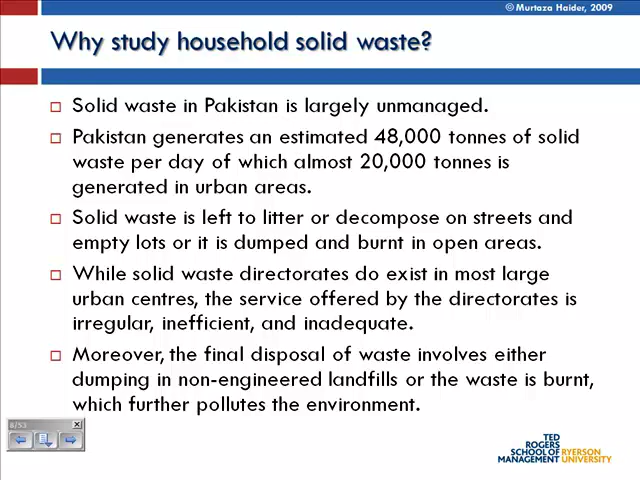 © Murtaza Haider, 2009
Why study household solid waste?
Solid waste in Pakistan is largely unmanaged.
Pakistan generates an estimated 48,000 tonnes of solid
waste per day of which almost 20,000 tonnes is
generated in urban areas.
Solid waste is left to litter or decompose on streets and
empty lots or it is dumped and burnt in open areas.
While solid waste directorates do exist in most large
urban centres, the service offered by the directorates is
irregular, inefficient, and inadequate.
Moreover, the final disposal of waste involves either
dumping in non-engineered landfills or the waste is burnt,
which further pollutes the environment.
8/53
TED
ROGERS
SCHOOL OF RYERSON
MANAGEMENT UNIVERSITY